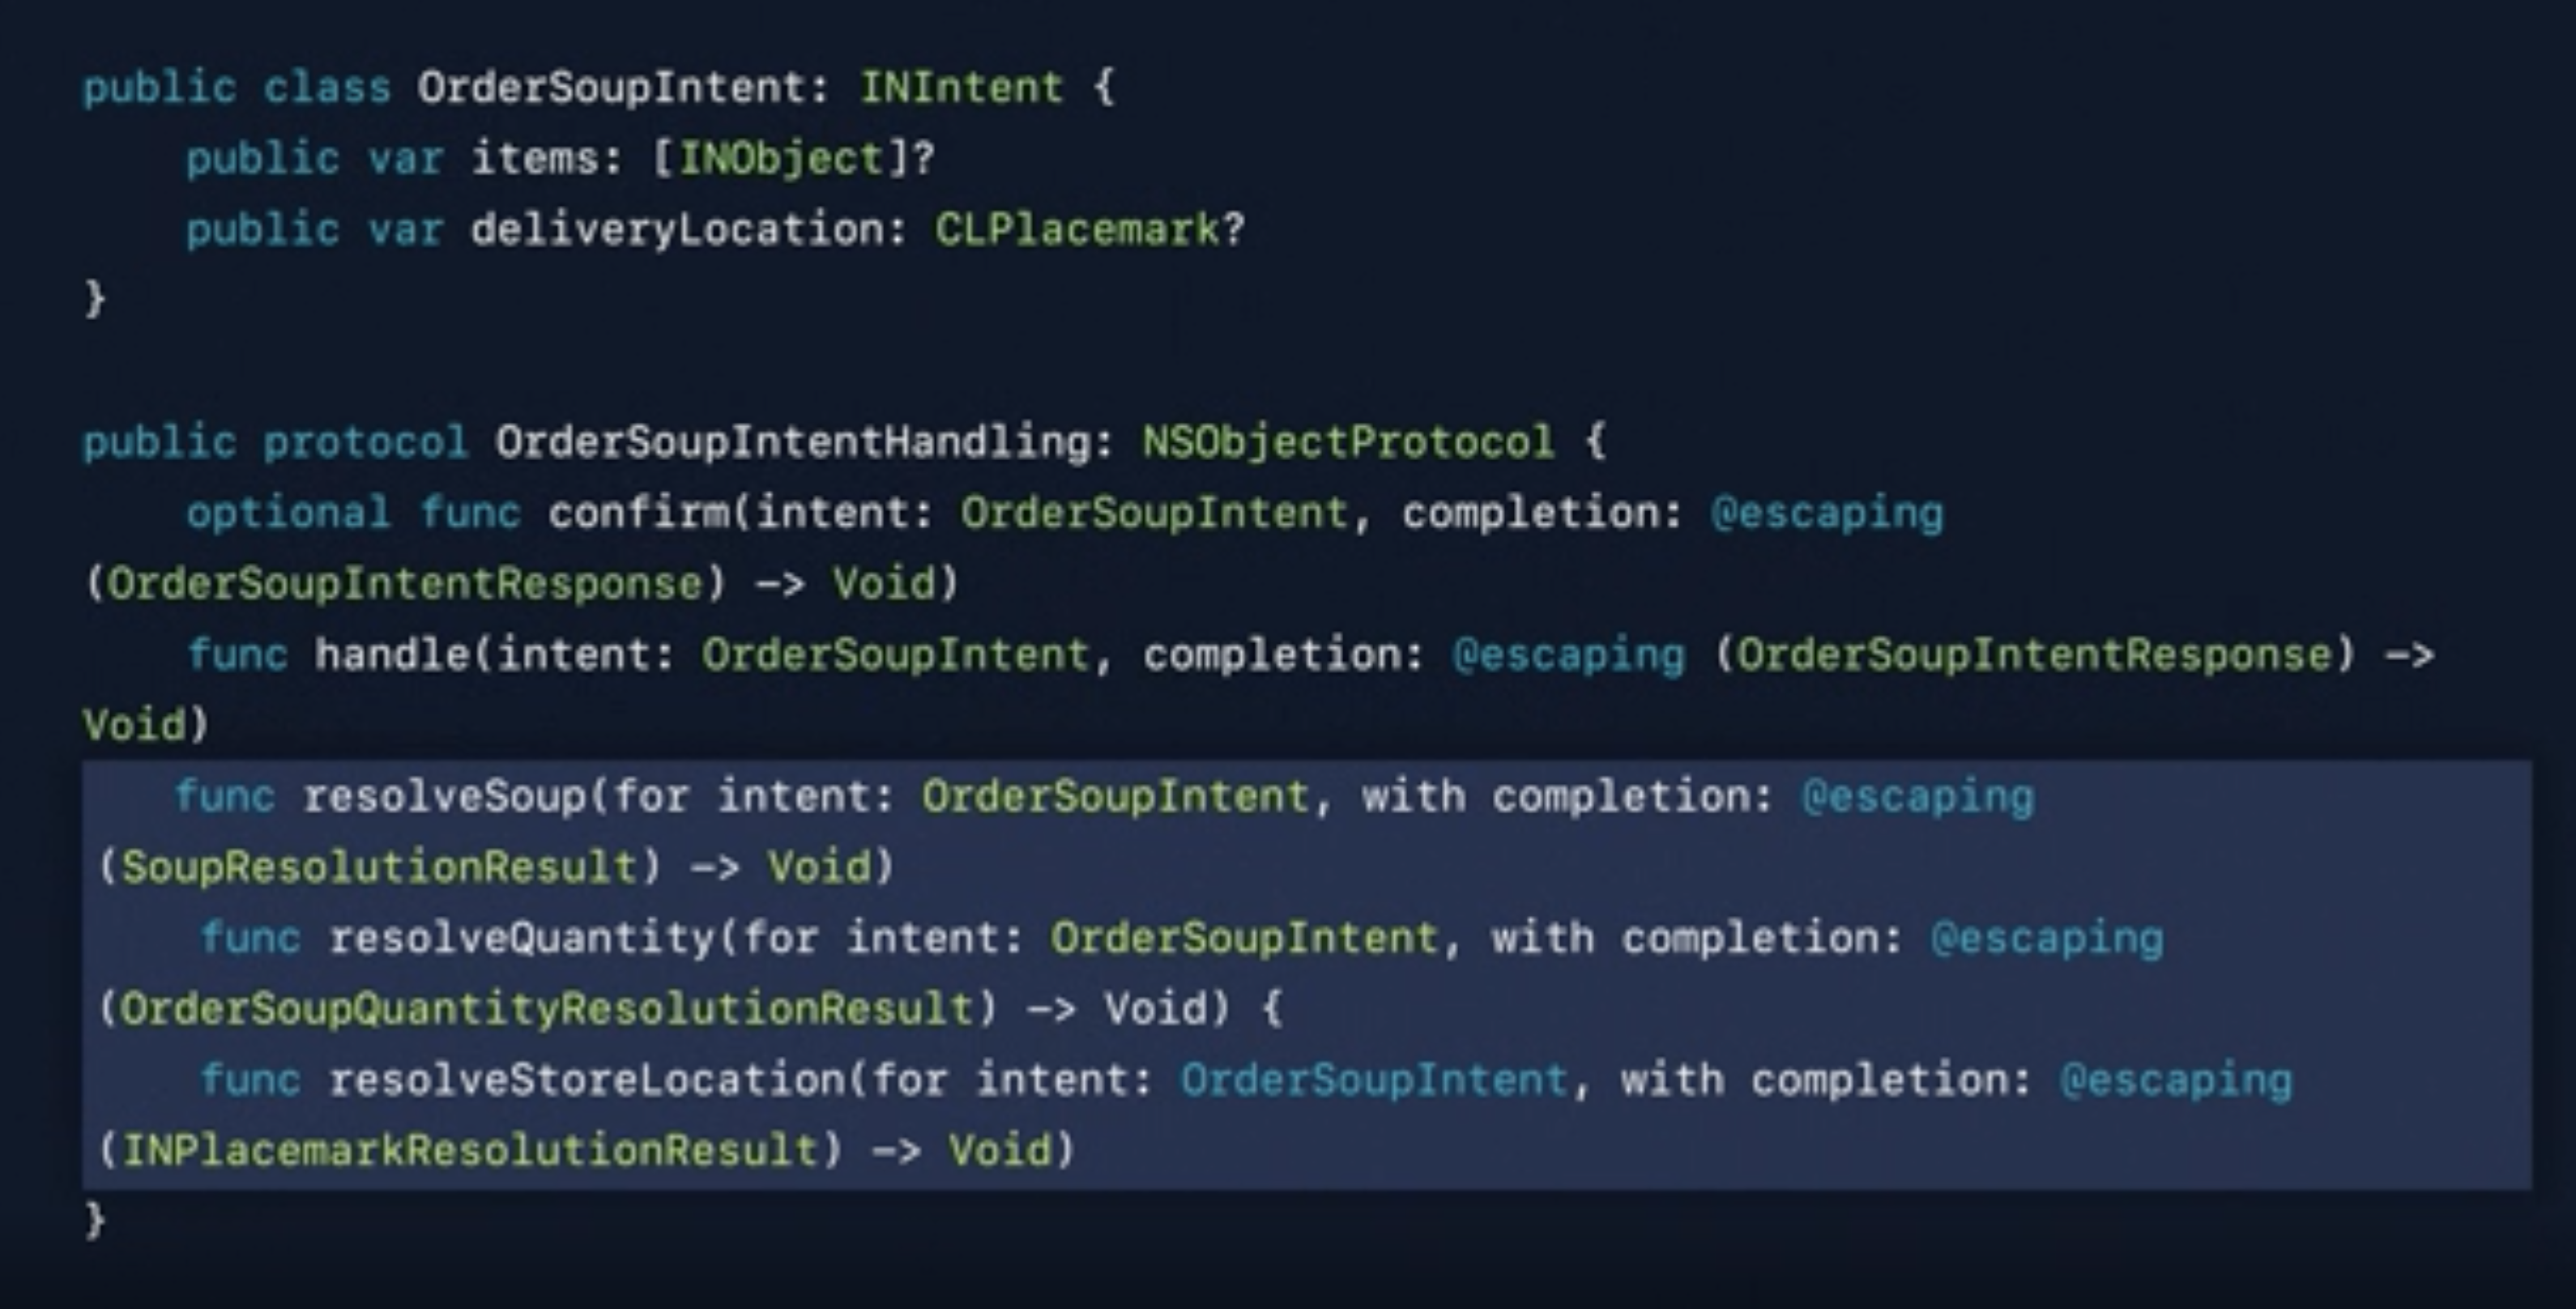 public class OrderSoupIntent: INIntent {
    public var items: [INObject]?
    public var deliveryLocation: CLPlacemark?
}

public protocol OrderSoupIntentHandling: NSObjectProtocol {
    optional func confirm(intent: OrderSoupIntent, completion: @escaping
(OrderSoupIntentResponse) -> Void)
    func handle(intent: OrderSoupIntent, completion: @escaping (OrderSoupIntentResponse) ->
Void)
    func resolveSoup(for intent: OrderSoupIntent, with completion: @escaping
(SoupResolutionResult) -> Void)
    func resolveQuantity(for intent: OrderSoupIntent, with completion: @escaping
(OrderSoupQuantityResolutionResult) -> Void) {
    func resolveStoreLocation(for intent: OrderSoupIntent, with completion: @escaping
(INPlacemarkResolutionResult) -> Void)
}